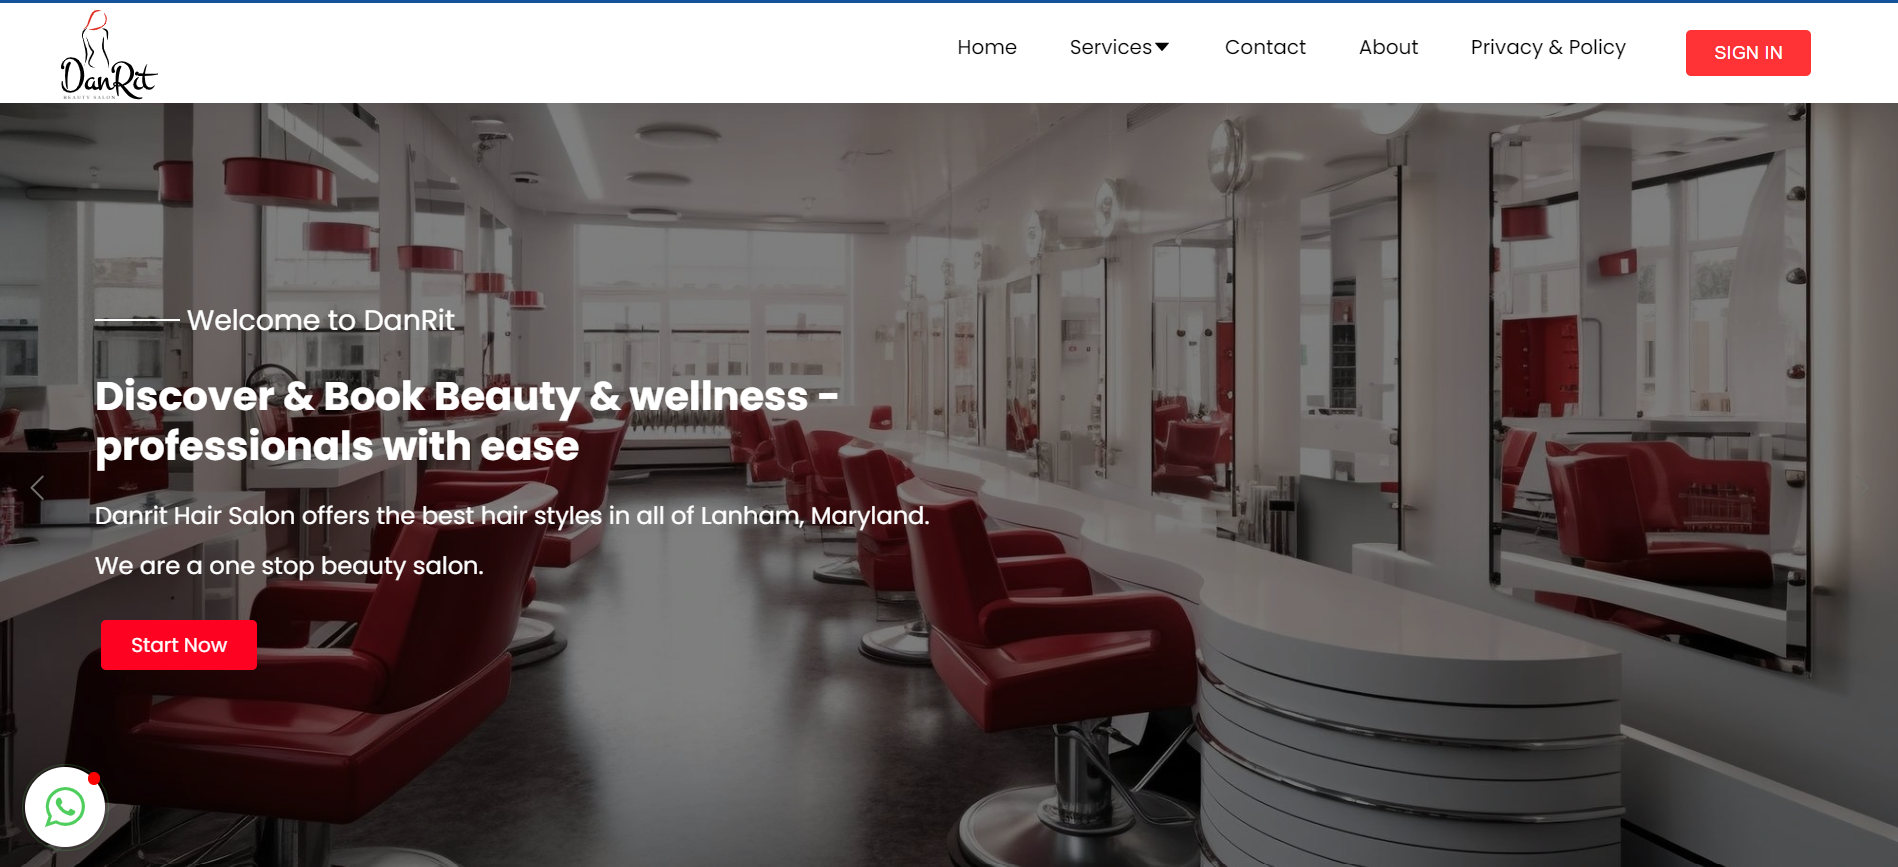 DanRit
BEAUTY SALON
Home
Services
Contact
About
Privacy & Policy
SIGN IN
Welcome to DanRit
Discover & Book Beauty & wellness -
professionals with ease
Danrit Hair Salon offers the best hair styles in all of Lanham, Maryland.
We are a one stop beauty salon.
Start Now